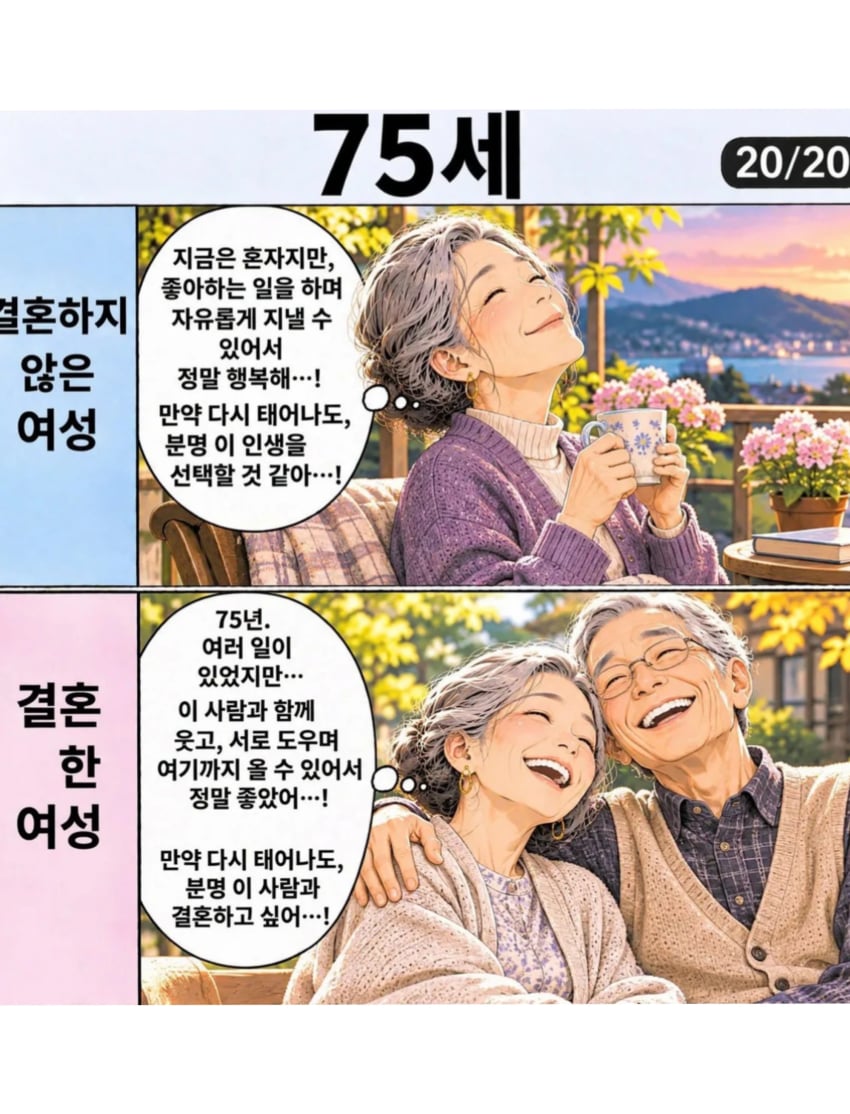 75세
20/20
결혼하지
않은
여성
지금은 혼자지만,
좋아하는 일을 하며
자유롭게 지낼 수
있어서
정말 행복해…!
만약 다시 태어나도,
분명 이 인생을
선택할 것 같아…!
결혼
한
여성
75년.
여러 일이
있었지만…
이 사람과 함께
웃고, 서로 도우며
여기까지 올 수 있어서
정말 좋았어…!
만약 다시 태어나도,
분명 이 사람과
결혼하고 싶어…!